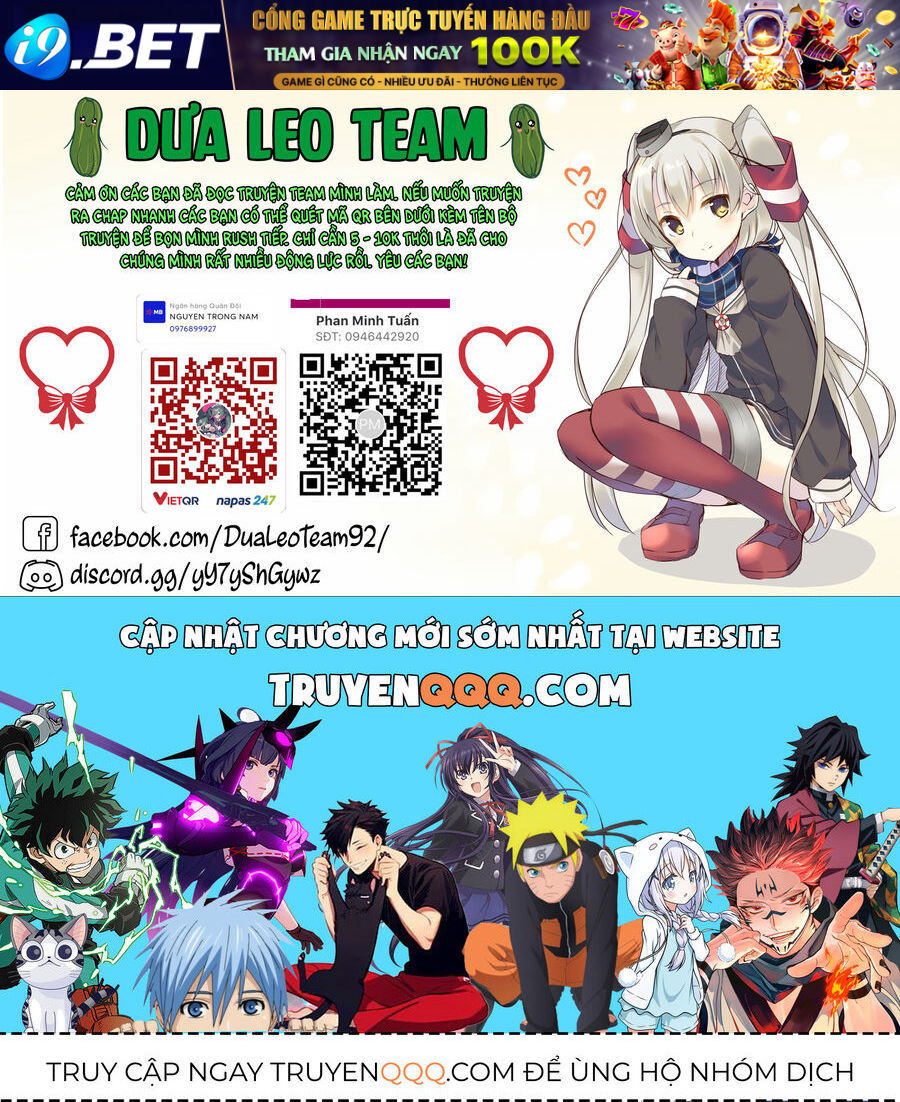 i9.BET
CỔNG GAME TRỰC TUYẾN HÀNG ĐẦU
THAM GIA NHẬN NGAY 100K
GAME GÌ CŨNG CÓ - NHIỀU ƯU ĐÃI - THƯỞNG LIÊN TỤC
DƯA LEO TEAM
CẢM ƠN CÁC BẠN ĐÃ ĐỌC TRUYỆN TEAM MÌNH LÀM. NẾU MUỐN TRUYỆN
RA CHAP NHANH CÁC BẠN CÓ THỂ QUÉT MÃ QR BÊN DƯỚI KÈM TÊN BỘ
TRUYỆN ĐỂ BỌN MÌNH RUSH TIẾP. CHỈ CẦN 5 - 10K THÔI LÀ ĐÃ CHO
CHÚNG MÌNH RẤT NHIỀU ĐỘNG LỰC RỒI. YÊU CÁC BẠN!
MB
Ngân hàng Quân Đội
NGUYEN TRONG NAM
0976899927
Phan Minh Tuấn
SĐT: 0946442920
PM
VIETQR napas 247
facebook.com/DuaLeoTeam92/
discord.gg/yY7yShGywz
CẬP NHẬT CHƯƠNG MỚI SỚM NHẤT TẠI WEBSITE
TRUYENQQQ.COM
TRUY CẬP NGAY TRUYENQQQ.COM ĐỂ ÙNG HỘ NHÓM DỊCH